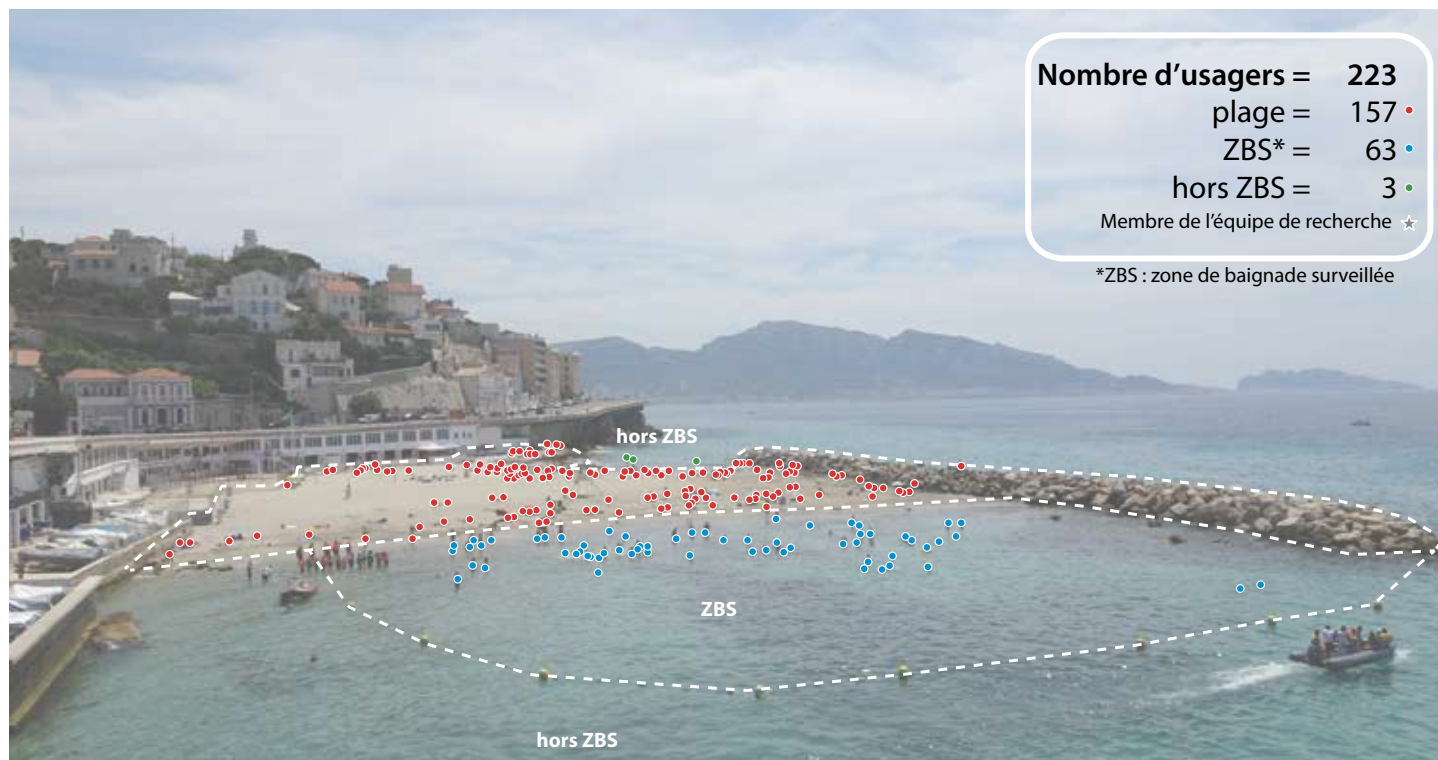 Nombre d'usagers = 223
plage = 157
ZBS* = 63
hors ZBS = 3
Membre de l'équipe de recherche
*ZBS : zone de baignade surveillée
hors ZBS
ZBS
hors ZBS